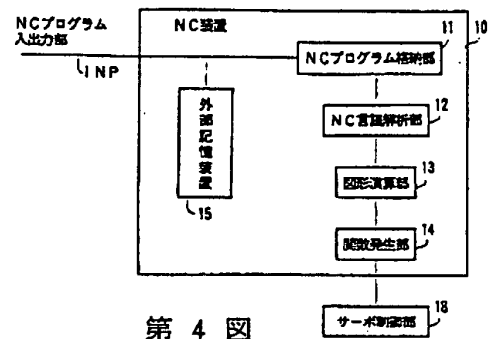 NCプログラム
入出力部
INP
NC装置
10
11
NCプログラム格納部
12
NC言語解析部
外部記憶装置
15
13
図形演算部
14
関数発生部
18
サーボ制御部
第4図